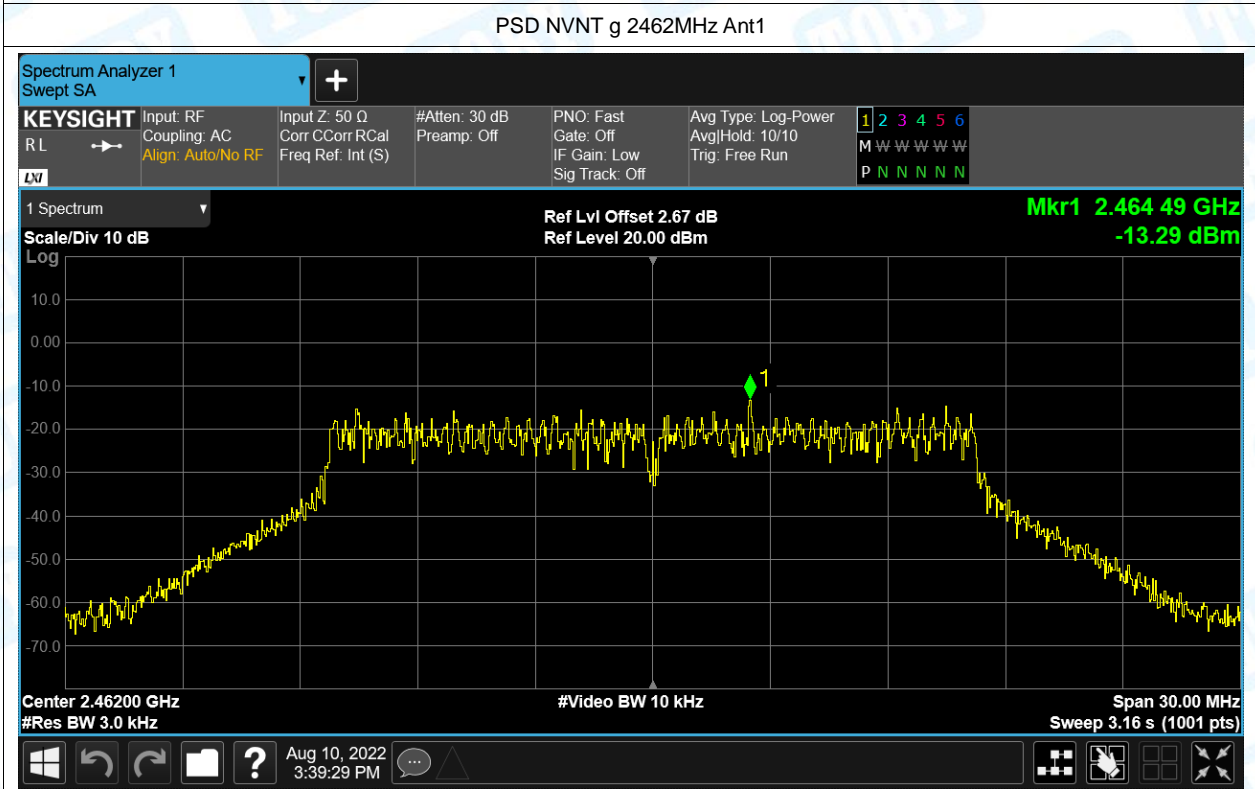 PSD NVNT g 2462MHz Ant1
Spectrum Analyzer 1
Swept SA
KEYSIGHT
R L
LXI
Input: RF
Coupling: AC
Align: Auto/No RF
Input Z: 50 Ω
Corr CCorr RCal
Freq Ref: Int (S)
#Atten: 30 dB
Preamp: Off
PNO: Fast
Gate: Off
IF Gain: Low
Sig Track: Off
Avg Type: Log-Power
Avg|Hold: 10/10
Trig: Free Run
1 2 3 4 5 6
M W W W W W
P N N N N N
1 Spectrum
Scale/Div 10 dB
Ref Lvl Offset 2.67 dB
Ref Level 20.00 dBm
Mkr1 2.464 49 GHz
-13.29 dBm
Log
10.0
0.00
-10.0
-20.0
-30.0
-40.0
-50.0
-60.0
-70.0
1
Center 2.46200 GHz
#Res BW 3.0 kHz
#Video BW 10 kHz
Span 30.00 MHz
Sweep 3.16 s (1001 pts)
?
Aug 10, 2022
3:39:29 PM